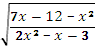 √((7x − 12 − x²)/(2x² − x − 3))